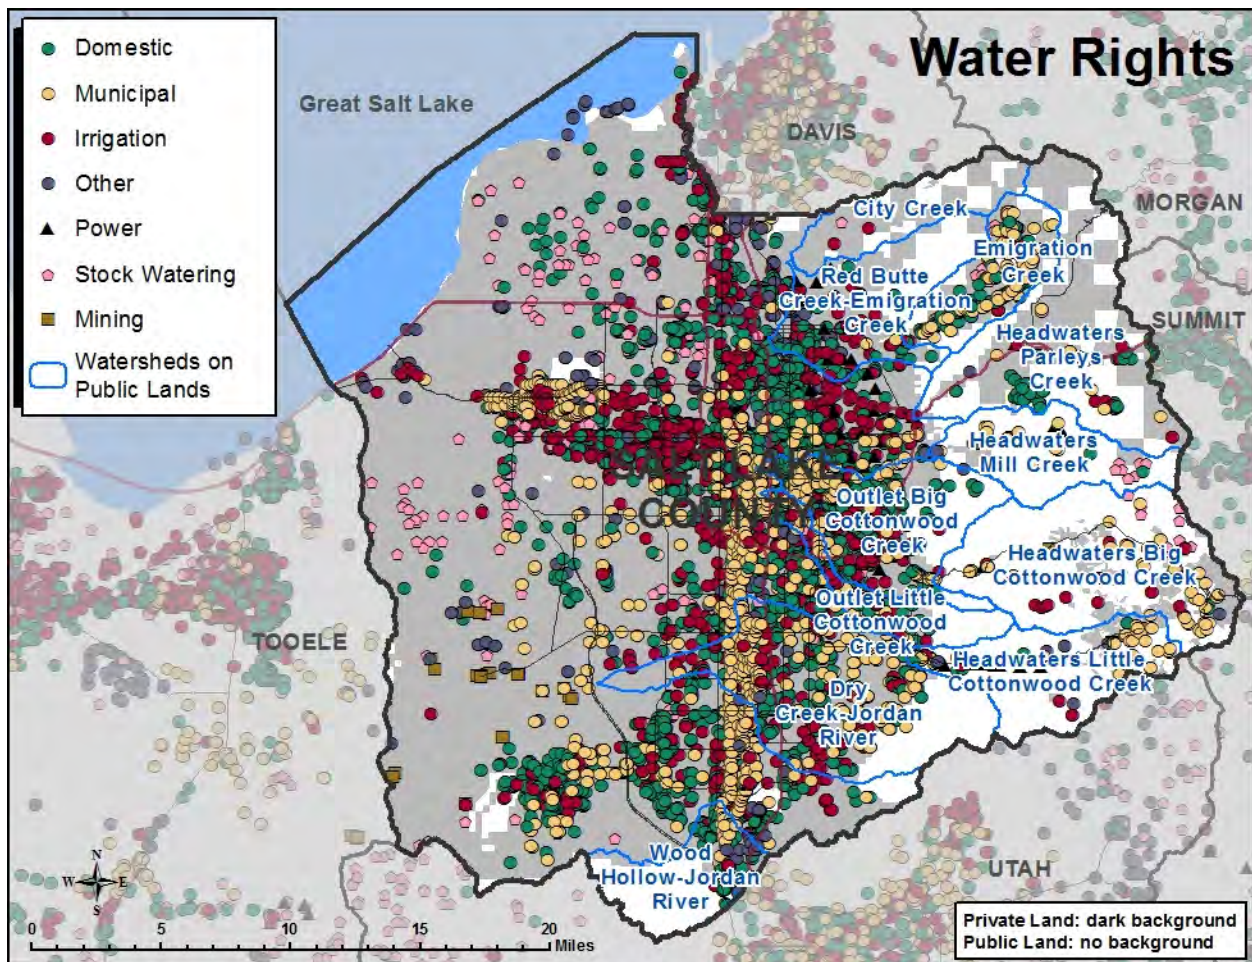 Water Rights
Domestic
Municipal
Irrigation
Other
Power
Stock Watering
Mining
Watersheds on
Public Lands
Great Salt Lake
DAVIS
MORGAN
SUMMIT
TOOELE
UTAH
SALT LAKE
COUNTY
City Creek
Emigration
Creek
Red Butte
Creek-Emigration
Creek
Headwaters
Parleys
Creek
Headwaters
Mill Creek
Outlet Big
Cottonwood
Creek
Headwaters Big
Cottonwood Creek
Outlet Little
Cottonwood
Creek
Headwaters Little
Cottonwood Creek
Dry
Creek-Jordan
River
Wood
Hollow-Jordan
River
N
W E
S
0 5 10 15 20
Miles
Private Land: dark background
Public Land: no background